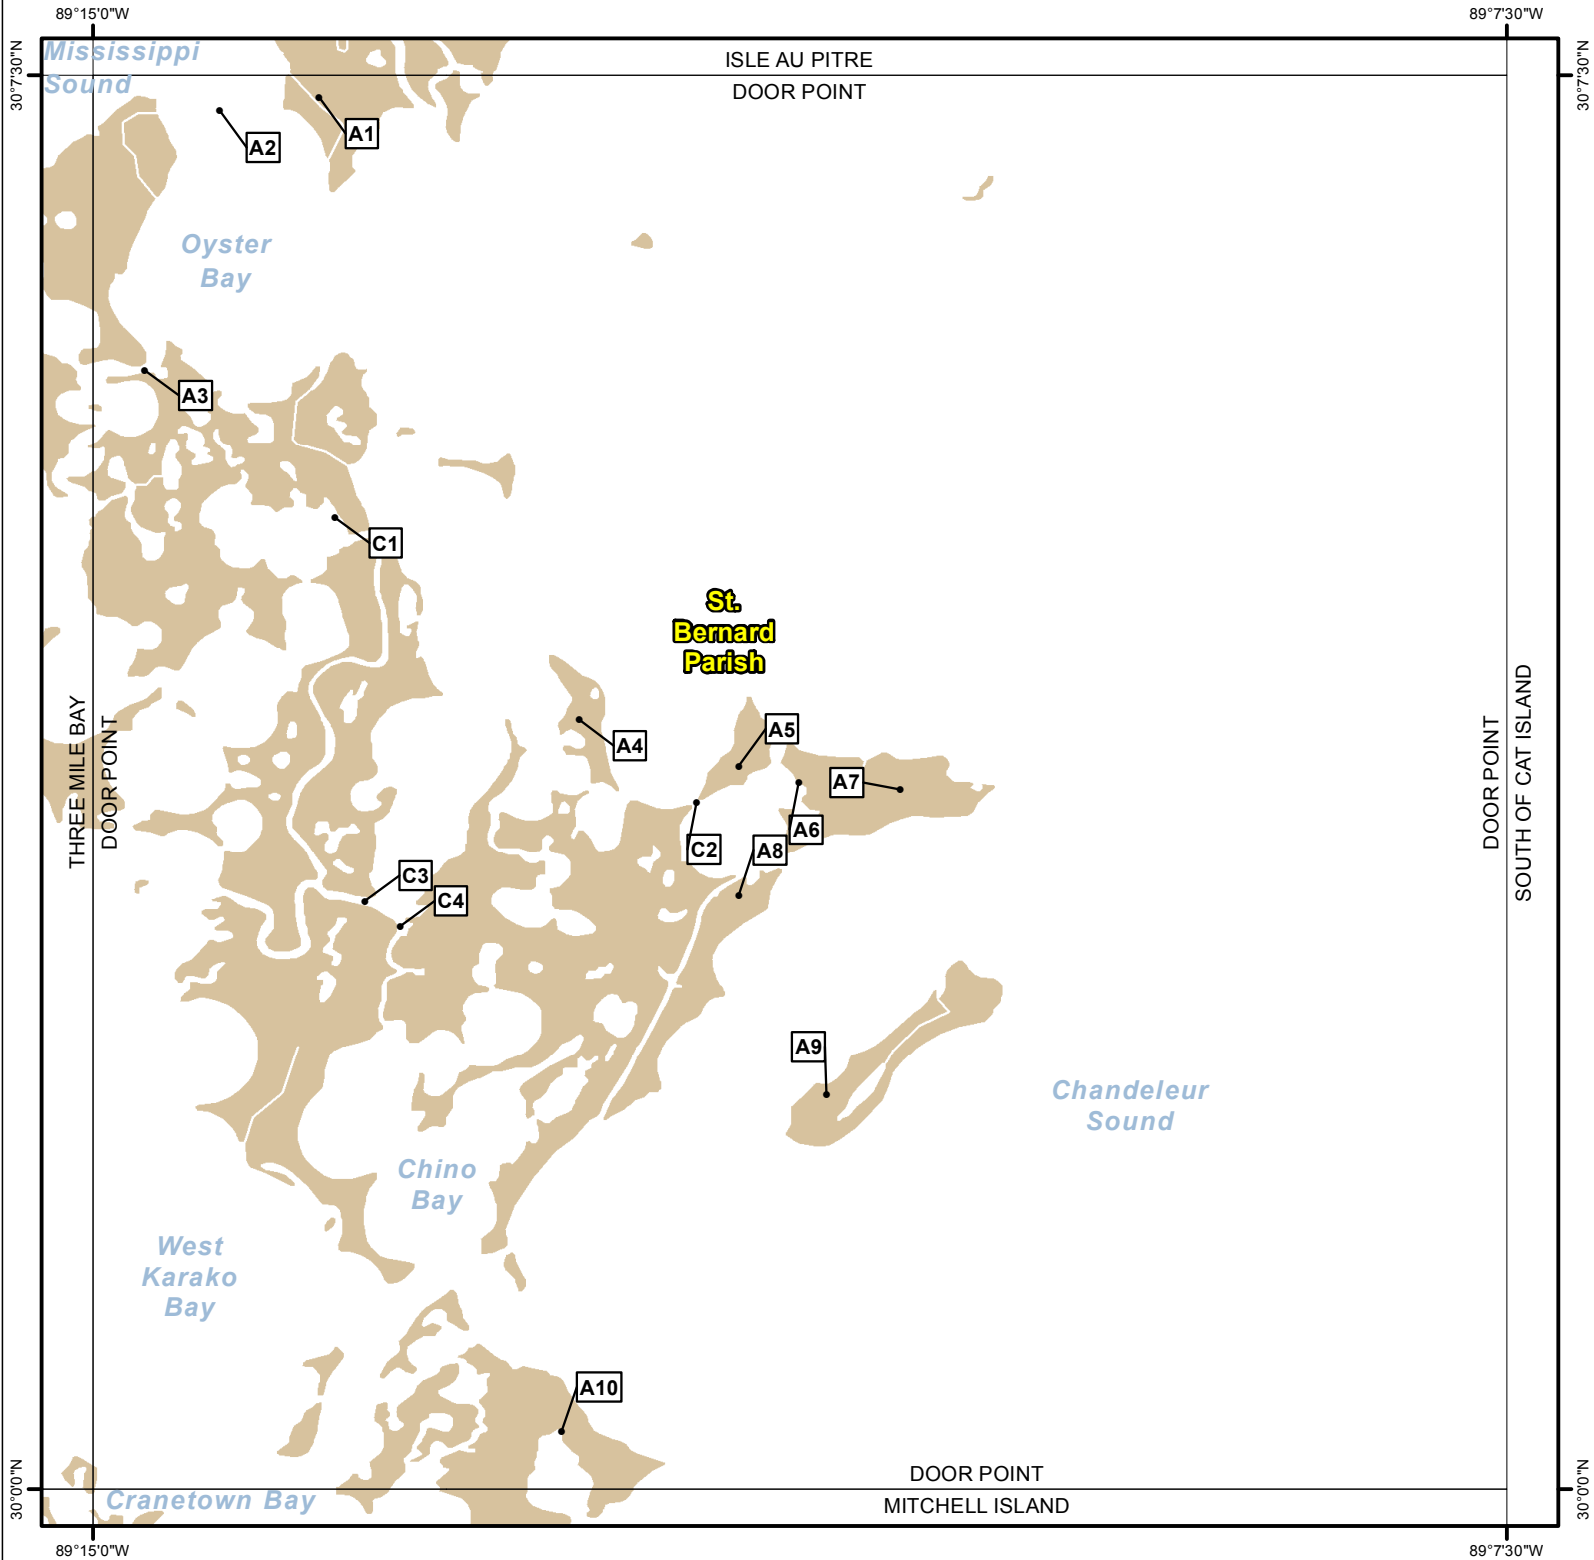 89°15'0"W
89°7'30"W
Mississippi
Sound
ISLE AU PITRE
DOOR POINT
30°7'30"N
30°7'30"N
A1
A2
Oyster
Bay
A3
C1
St.
Bernard
Parish
THREE MILE BAY
DOOR POINT
DOOR POINT
SOUTH OF CAT ISLAND
A4
A5
A7
A6
C2
A8
C3
C4
A9
Chandeleur
Sound
Chino
Bay
West
Karako
Bay
A10
DOOR POINT
MITCHELL ISLAND
Cranetown Bay
30°0'0"N
30°0'0"N
89°15'0"W
89°7'30"W